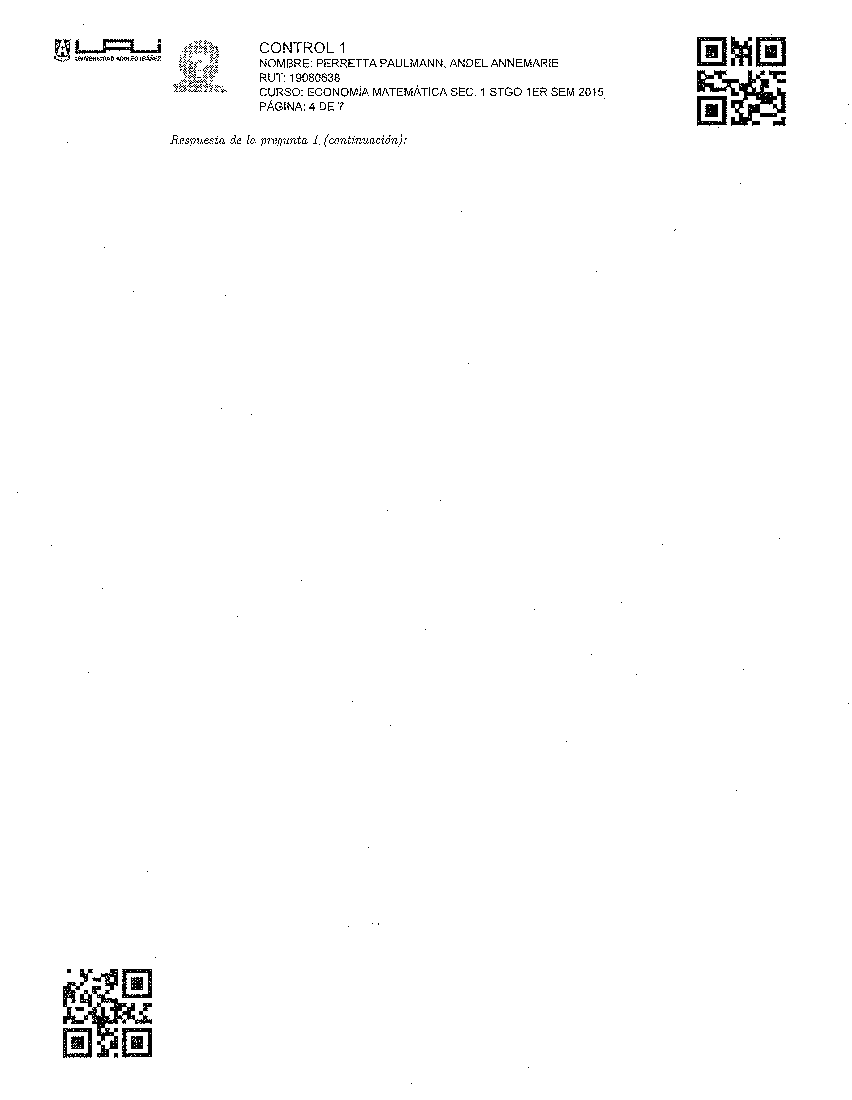 UNIVERSIDAD ADOLFO IBÁÑEZ
CONTROL 1
NOMBRE: PERRETTA PAULMANN, ANDEL ANNEMARIE
RUT: 19080638
CURSO: ECONOMÍA MATEMÁTICA SEC. 1 STGO 1ER SEM 2015
PÁGINA: 4 DE 7
Respuesta de la pregunta 1 (continuación):